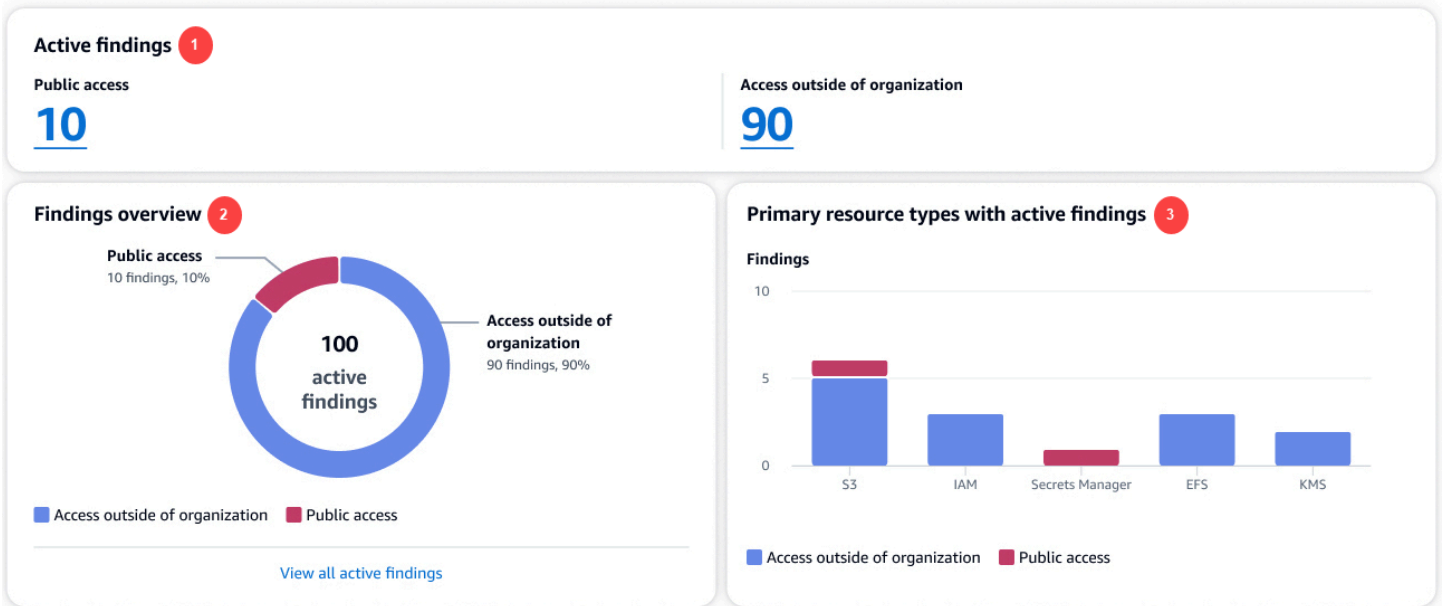 Active findings 1
Public access
10
Access outside of organization
90
Findings overview 2
Public access
10 findings, 10%
Access outside of
organization
90 findings, 90%
100
active
findings
Access outside of organization Public access
View all active findings
Primary resource types with active findings 3
Findings
10
5
0
S3 IAM Secrets Manager EFS KMS
Access outside of organization Public access